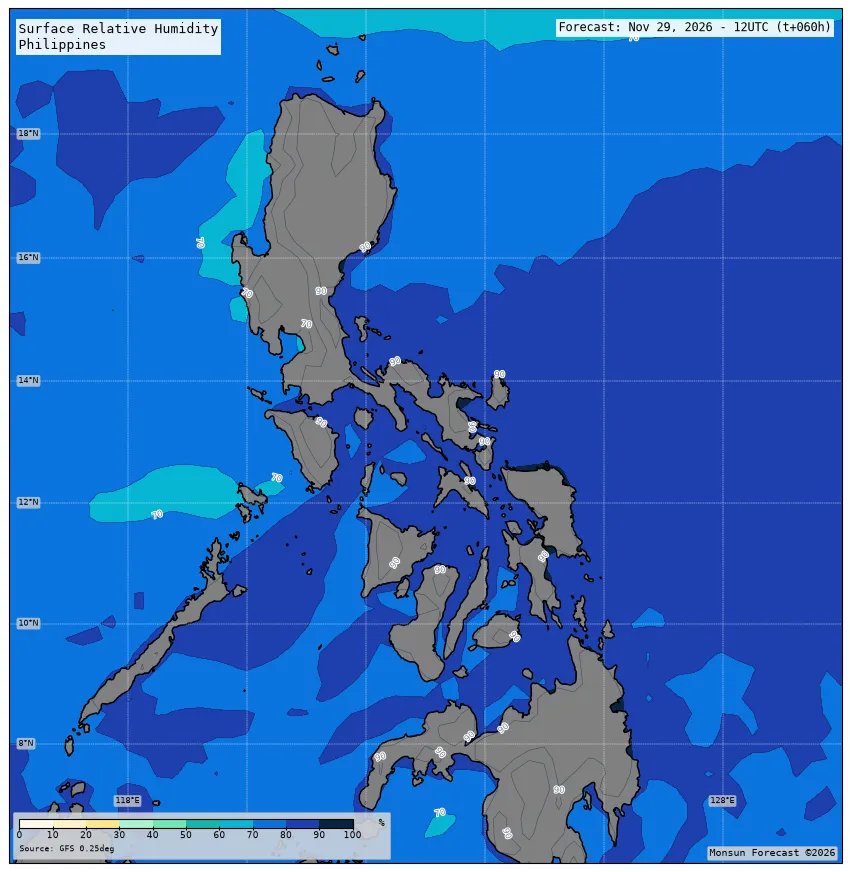 Surface Relative Humidity
Philippines
Forecast: Nov 29, 2026 - 12UTC (t+060h)
70
18°N
70
90
16°N
70
90
70
90
14°N
90
90
90
90
70
90
12°N
70
90
90
90
10°N
90
90
90
8°N
90
90
90
118°E
128°E
70
90
%
0 10 20 30 40 50 60 70 80 90 100
Source: GFS 0.25deg
Monsun Forecast ©2026